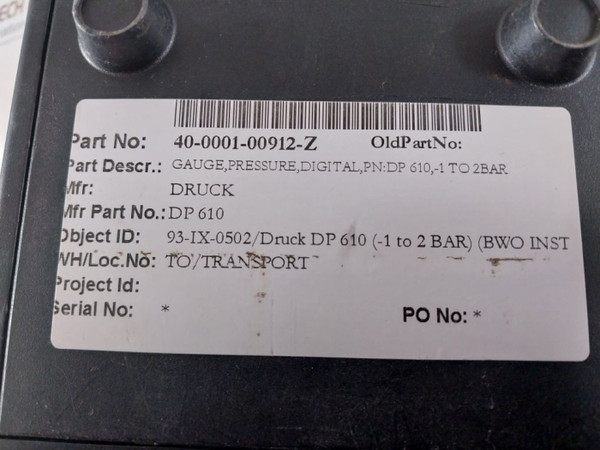 Part No: 40-0001-00912-Z OldPartNo:
Part Descr.: GAUGE,PRESSURE,DIGITAL,PN:DP 610,-1 TO 2BAR
Mfr: DRUCK
Mfr Part No.: DP 610
Object ID: 93-IX-0502/Druck DP 610 (-1 to 2 BAR) (BWO INST
WH/Loc.No: TO/TRANSPORT
Project Id:
Serial No: * PO No: *